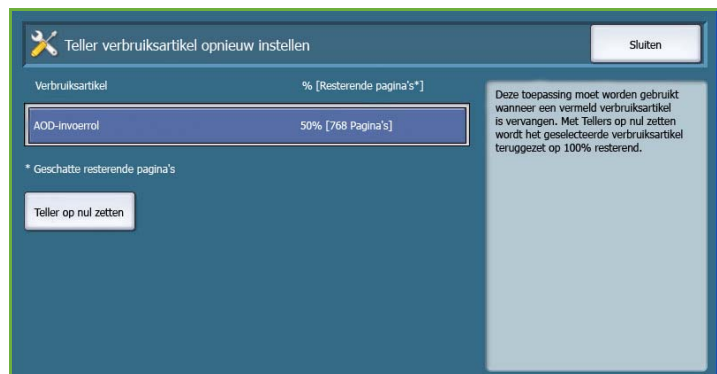 Teller verbruiksartikel opnieuw instellen
Sluiten
Verbruiksartikel
% [Resterende pagina's*]
AOD-invoerrol
50% [768 Pagina's]
* Geschatte resterende pagina's
Teller op nul zetten
Deze toepassing moet worden gebruikt
wanneer een vermeld verbruiksartikel
is vervangen. Met Tellers op nul zetten
wordt het geselecteerde verbruiksartikel
teruggezet op 100% resterend.